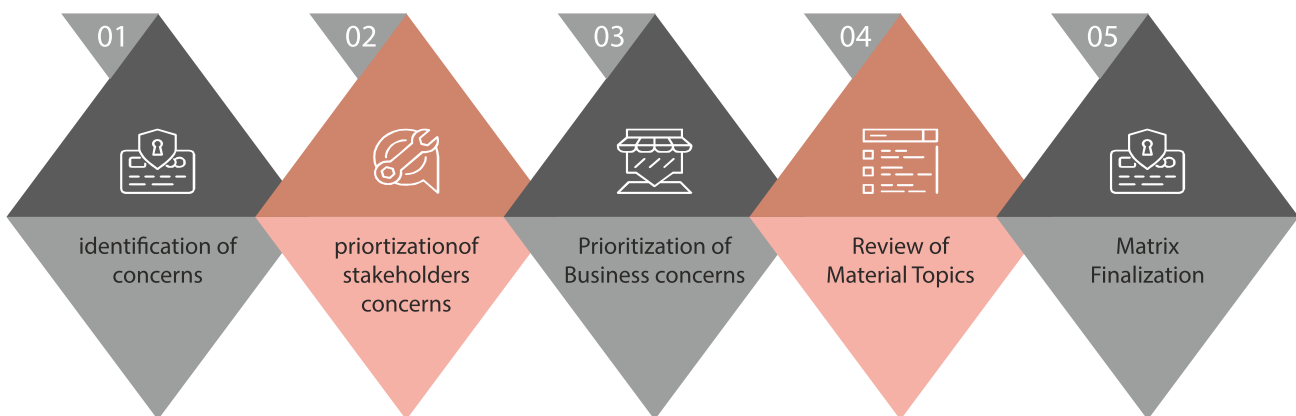 01
identification of
concerns
02
priortizationof
stakeholders
concerns
03
Prioritization of
Business concerns
04
Review of
Material Topics
05
Matrix
Finalization